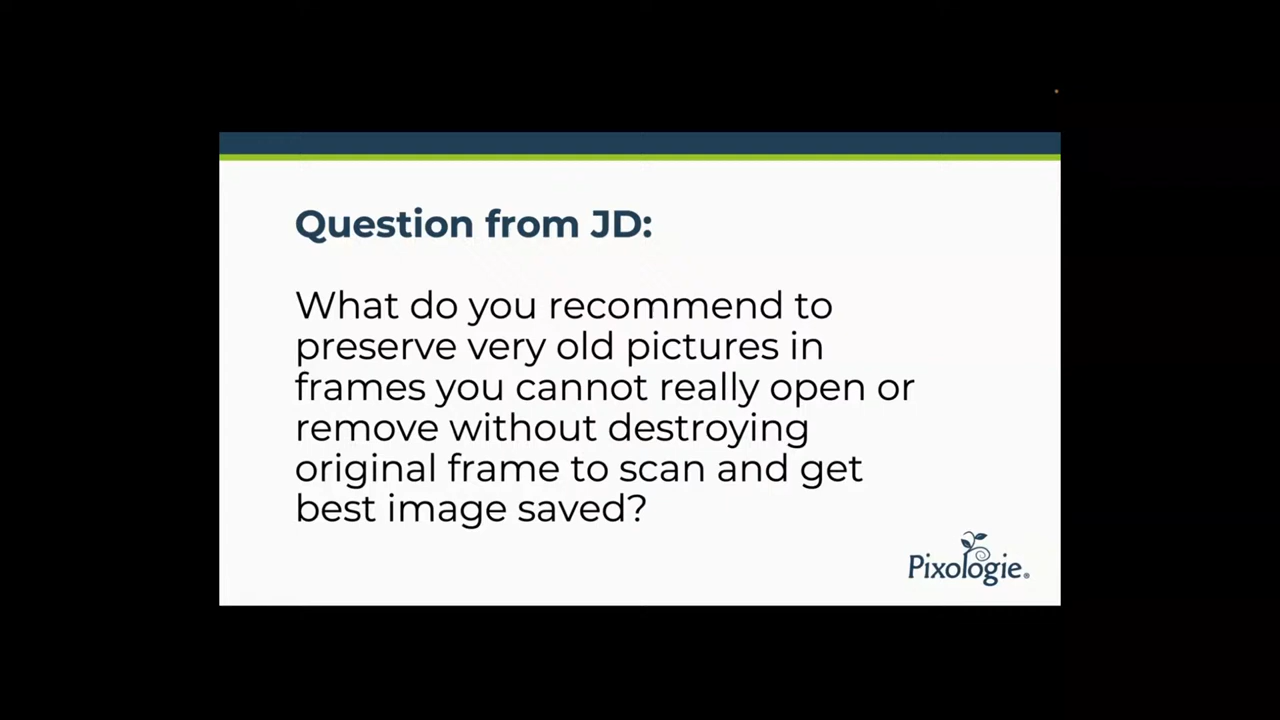 Question from JD:
What do you recommend to
preserve very old pictures in
frames you cannot really open or
remove without destroying
original frame to scan and get
best image saved?
Pixologie®